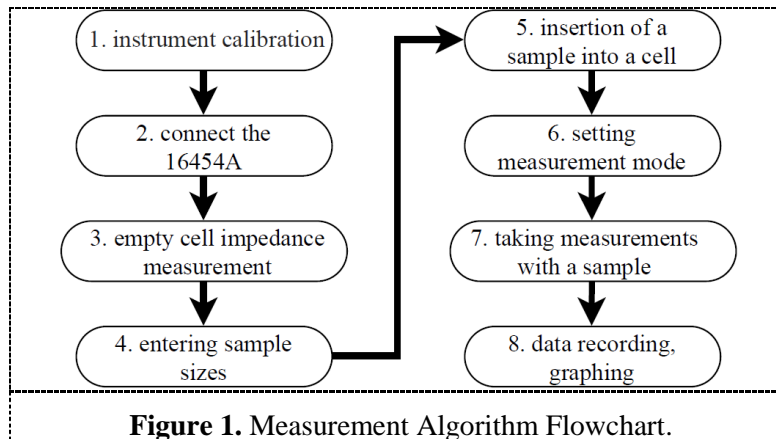 1. instrument calibration
2. connect the
16454A
3. empty cell impedance
measurement
4. entering sample
sizes
5. insertion of a
sample into a cell
6. setting
measurement mode
7. taking measurements
with a sample
8. data recording,
graphing
Figure 1. Measurement Algorithm Flowchart.